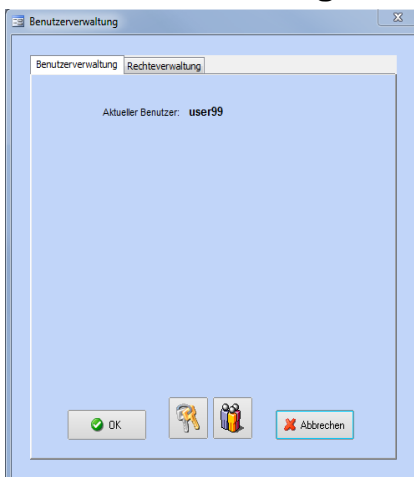 Benutzerverwaltung
Benutzerverwaltung Rechteverwaltung
Aktueller Benutzer: user99
OK Abbrechen